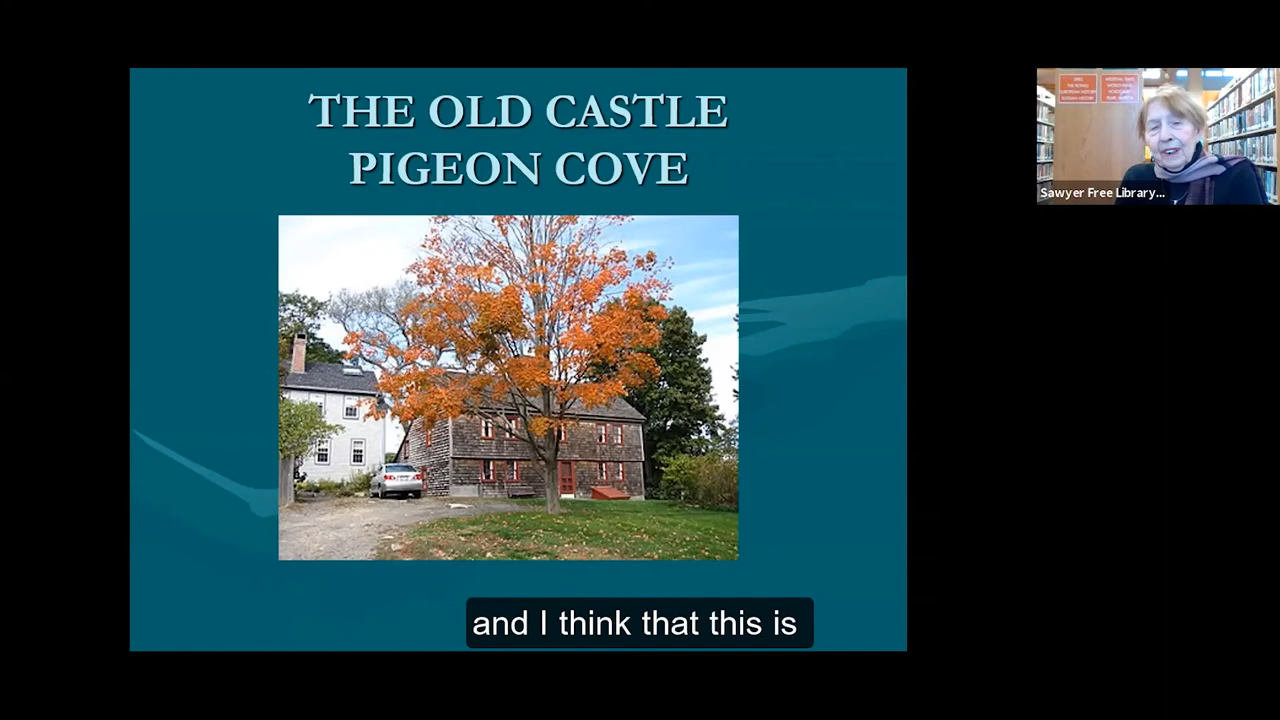 THE OLD CASTLE
PIGEON COVE
Sawyer Free Library...
and I think that this is